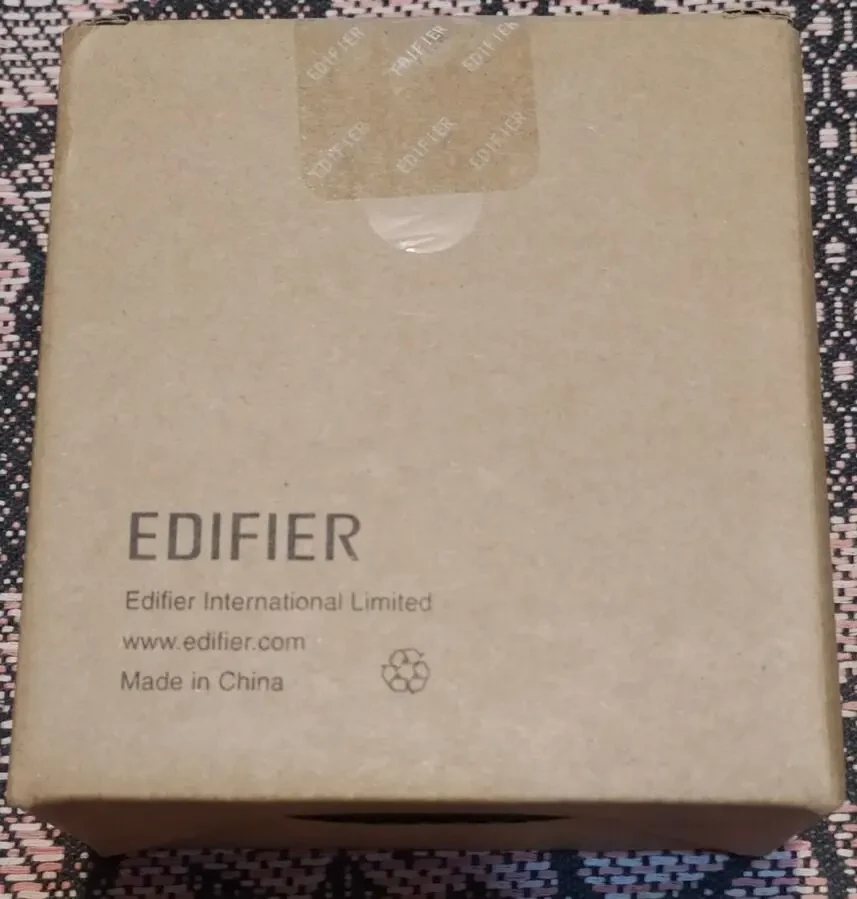 EDIFIER EDIFIER EDIFIER
EDIFIER EDIFIER EDIFIER
EDIFIER
Edifier International Limited
www.edifier.com
Made in China